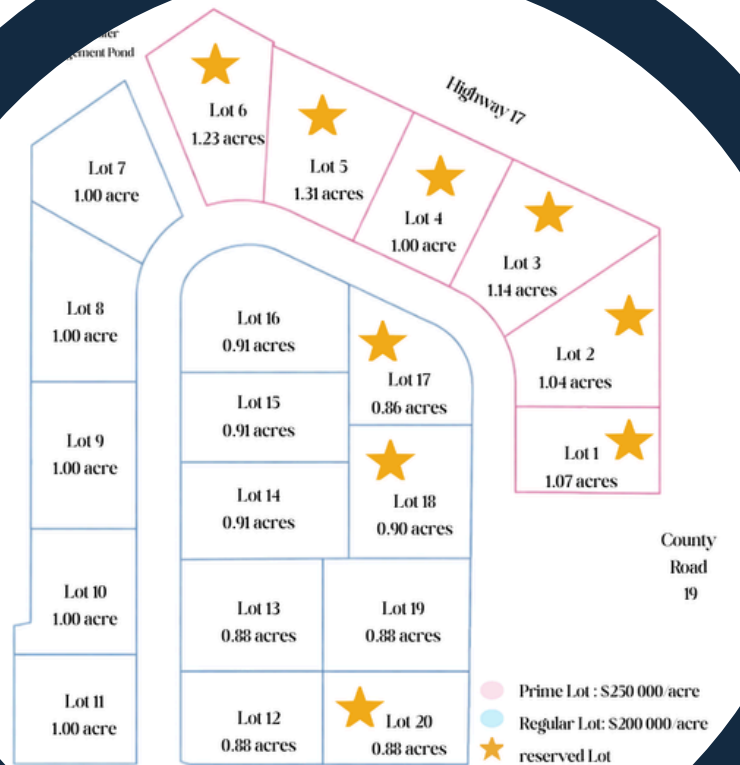 Pond
Highway 17
Lot 6
1.23 acres
Lot 5
1.31 acres
Lot 4
1.00 acre
Lot 3
1.14 acres
Lot 2
1.04 acres
Lot 1
1.07 acres
Lot 7
1.00 acre
Lot 8
1.00 acre
Lot 9
1.00 acre
Lot 10
1.00 acre
Lot 11
1.00 acre
Lot 16
0.91 acres
Lot 15
0.91 acres
Lot 14
0.91 acres
Lot 13
0.88 acres
Lot 12
0.88 acres
Lot 17
0.86 acres
Lot 18
0.90 acres
Lot 19
0.88 acres
Lot 20
0.88 acres
County
Road
19
Prime Lot : $250 000/acre
Regular Lot: $200 000/acre
reserved Lot